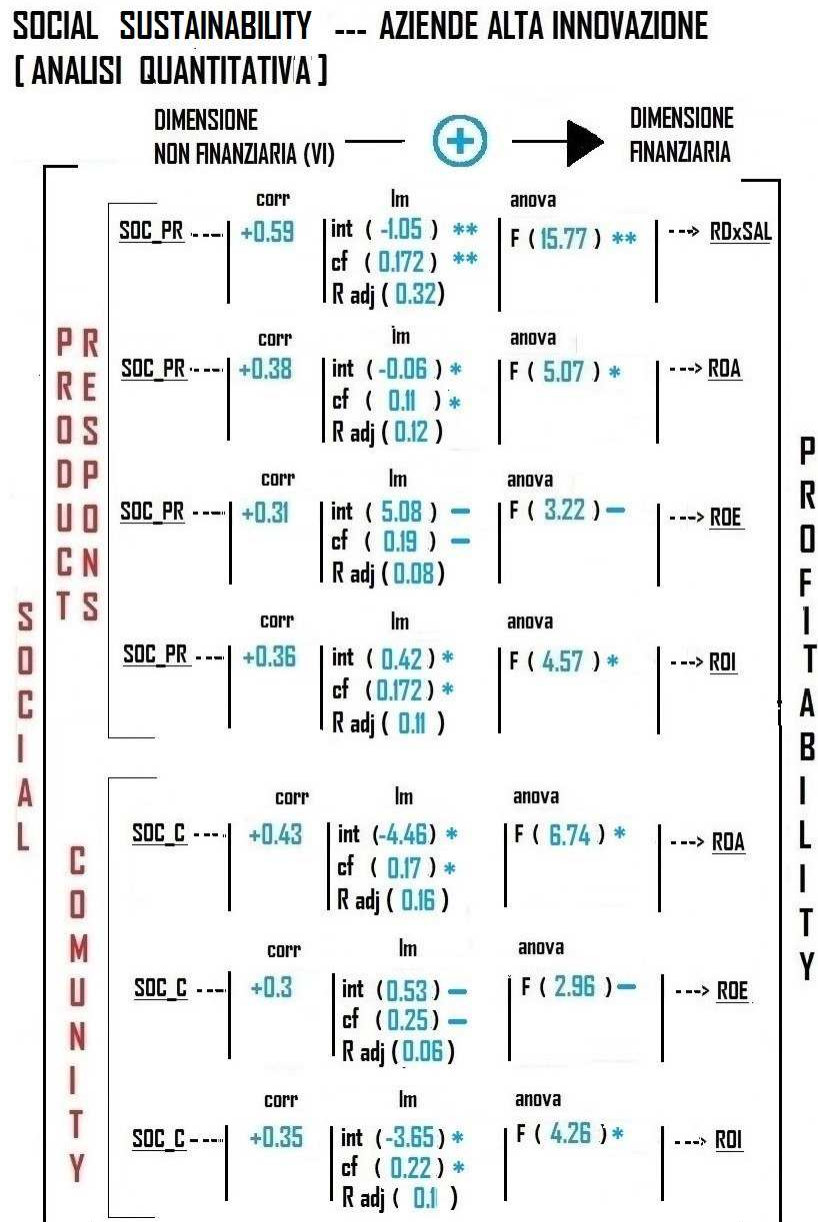 SOCIAL SUSTAINABILITY --- AZIENDE ALTA INNOVAZIONE
[ ANALISI QUANTITATIVA ]
DIMENSIONE
NON FINANZIARIA (VI)
+
DIMENSIONE
FINANZIARIA
SOCIAL
PRODUCT
RESPONS
corr lm anova
SOC_PR ---- +0.59 int ( -1.05 ) ** F ( 15.77 ) ** ---> RDxSAL
cf ( 0.172 ) **
R adj ( 0.32)
corr lm anova
SOC_PR ---- +0.38 int ( -0.06 ) * F ( 5.07 ) * ---> ROA
cf ( 0.11 ) *
R adj ( 0.12 )
corr lm anova
SOC_PR ---- +0.31 int ( 5.08 ) – F ( 3.22 ) – ---> ROE
cf ( 0.19 ) –
R adj ( 0.08)
corr lm anova
SOC_PR ---- +0.36 int ( 0.42 ) * F ( 4.57 ) * ---> ROI
cf ( 0.172 ) *
R adj ( 0.11 )
COMUNITY
corr lm anova
SOC_C ---- +0.43 int (-4.46) * F ( 6.74 ) * ---> ROA
cf ( 0.17 ) *
R adj ( 0.16 )
corr lm anova
SOC_C ---- +0.3 int ( 0.53 ) – F ( 2.96 ) – ---> ROE
cf ( 0.25 ) –
R adj ( 0.06)
corr lm anova
SOC_C ---- +0.35 int ( -3.65 ) * F ( 4.26 ) * ---> ROI
cf ( 0.22 ) *
R adj ( 0.1 )
PROFITABILITY